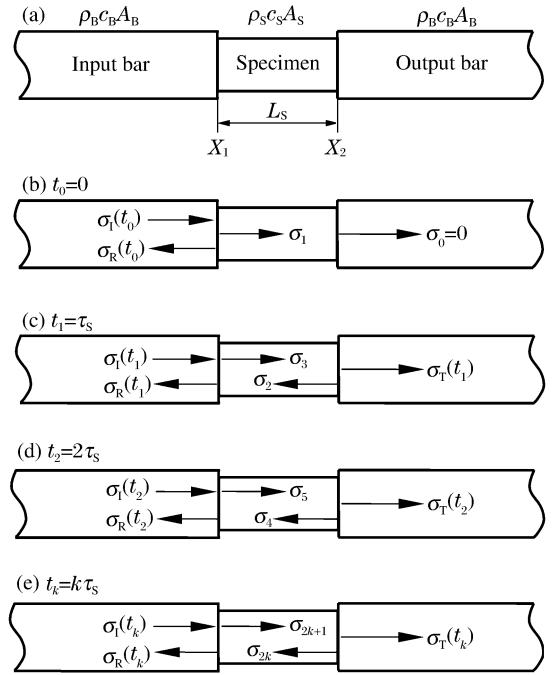 (a) ρBcBAB ρScSAS ρBcBAB
Input bar Specimen Output bar
LS
X1 X2
(b) t0=0
σI(t0) σ1 σ0=0
σR(t0)
(c) t1=τS
σI(t1) σ3 σT(t1)
σR(t1) σ2
(d) t2=2τS
σI(t2) σ5 σT(t2)
σR(t2) σ4
(e) tk=kτS
σI(tk) σ2k+1 σT(tk)
σR(tk) σ2k